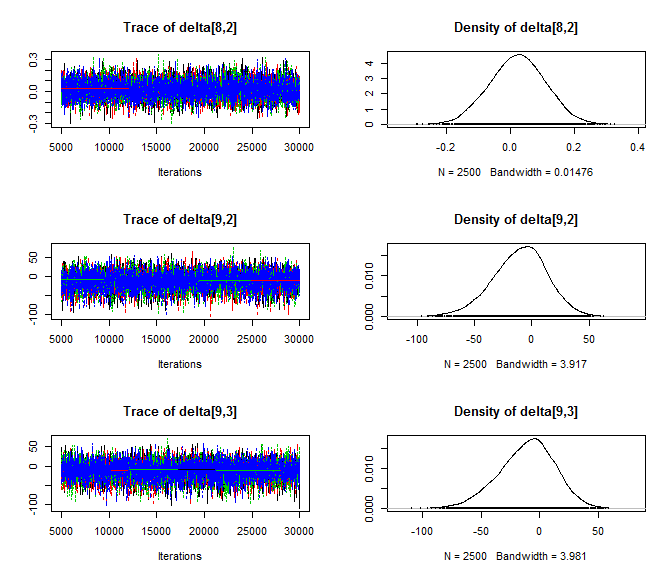 Trace of delta[8,2]
0.3
0.0
-0.3
5000 10000 15000 20000 25000 30000
Iterations
Density of delta[8,2]
4
3
2
1
0
-0.2 0.0 0.2 0.4
N = 2500 Bandwidth = 0.01476
Trace of delta[9,2]
50
0
-100
5000 10000 15000 20000 25000 30000
Iterations
Density of delta[9,2]
0.010
0.000
-100 -50 0 50
N = 2500 Bandwidth = 3.917
Trace of delta[9,3]
50
0
-100
5000 10000 15000 20000 25000 30000
Iterations
Density of delta[9,3]
0.010
0.000
-100 -50 0 50
N = 2500 Bandwidth = 3.981